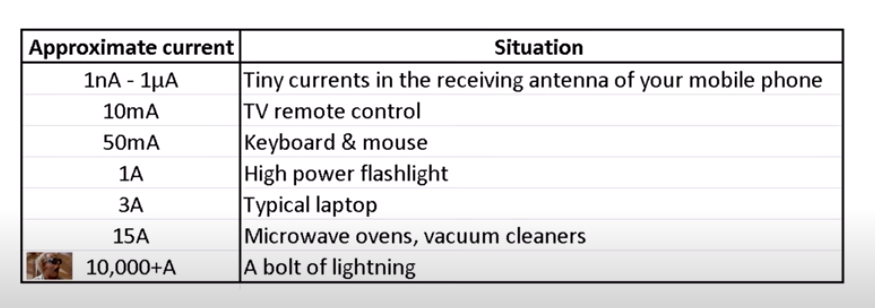 Approximate current Situation
1nA - 1µA Tiny currents in the receiving antenna of your mobile phone
10mA TV remote control
50mA Keyboard & mouse
1A High power flashlight
3A Typical laptop
15A Microwave ovens, vacuum cleaners
10,000+A A bolt of lightning